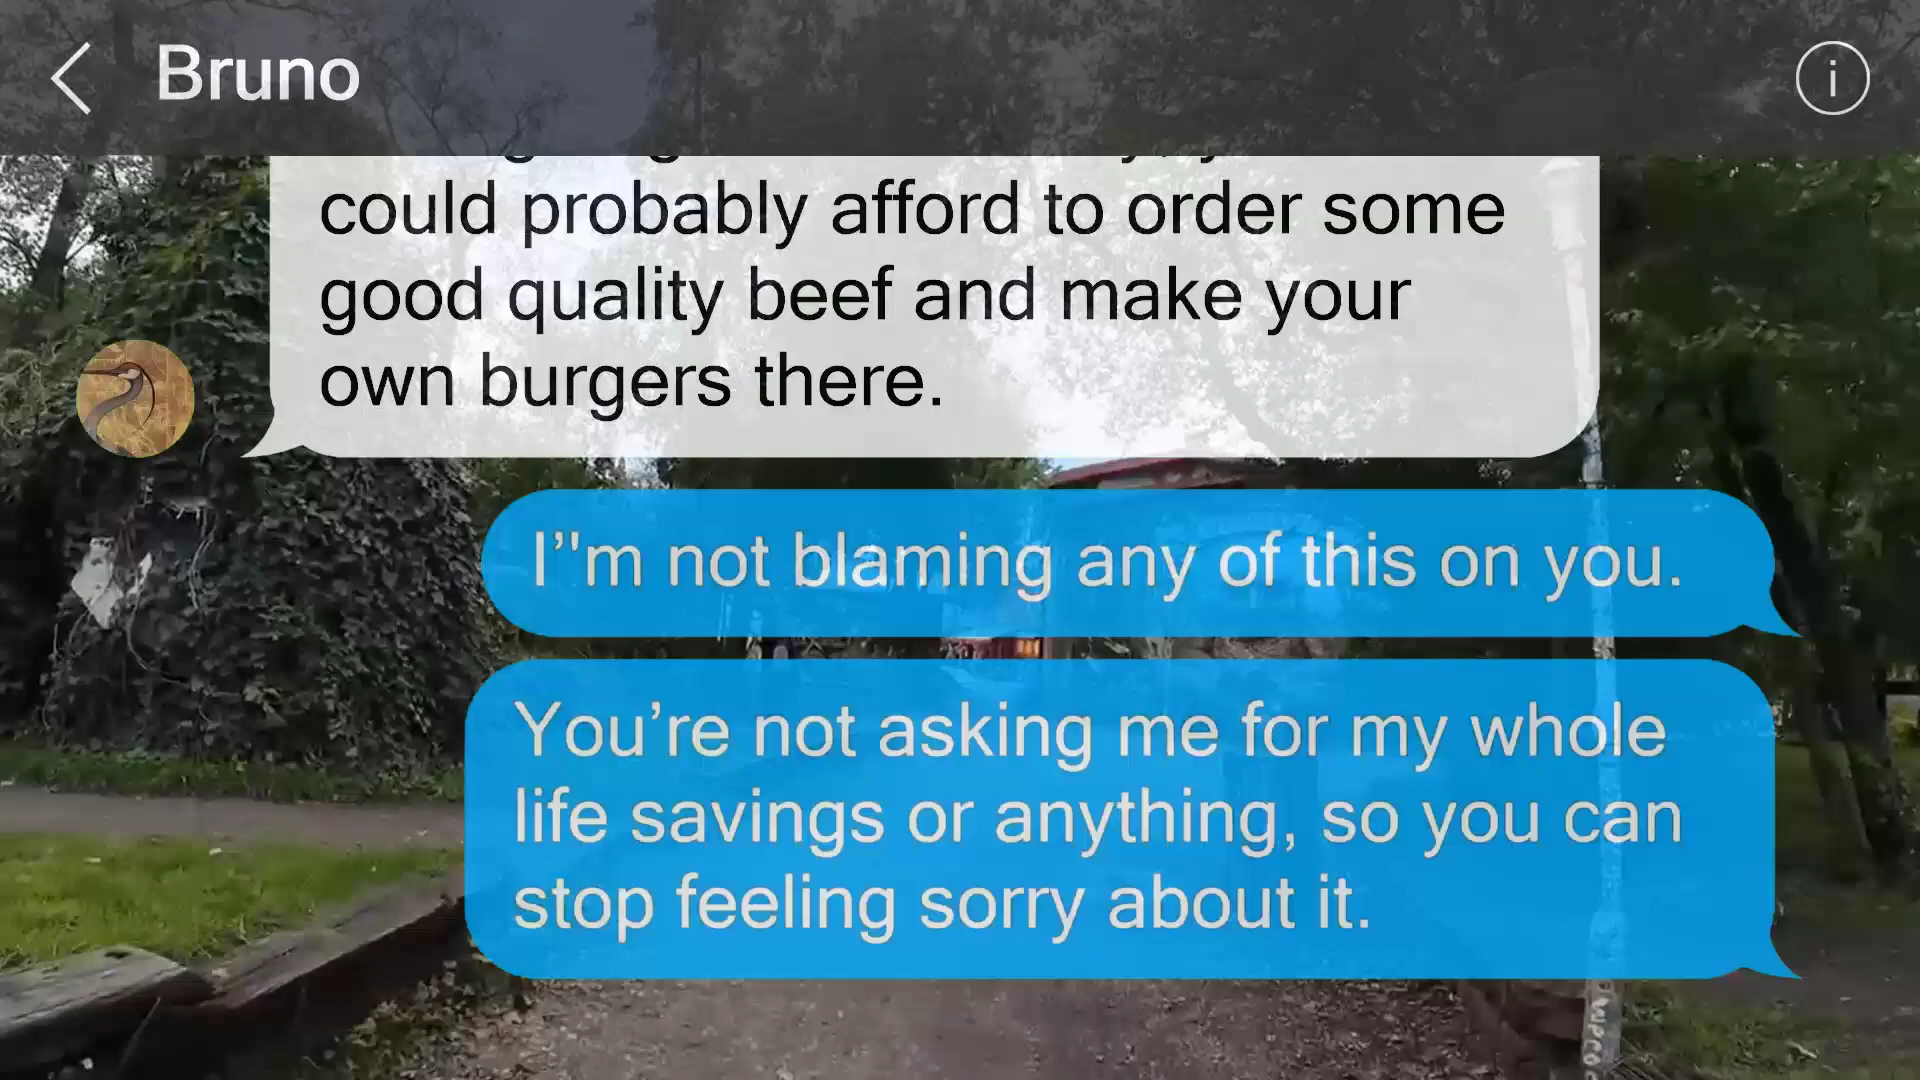 Bruno
could probably afford to order some
good quality beef and make your
own burgers there.
I’"m not blaming any of this on you.
You’re not asking me for my whole
life savings or anything, so you can
stop feeling sorry about it.